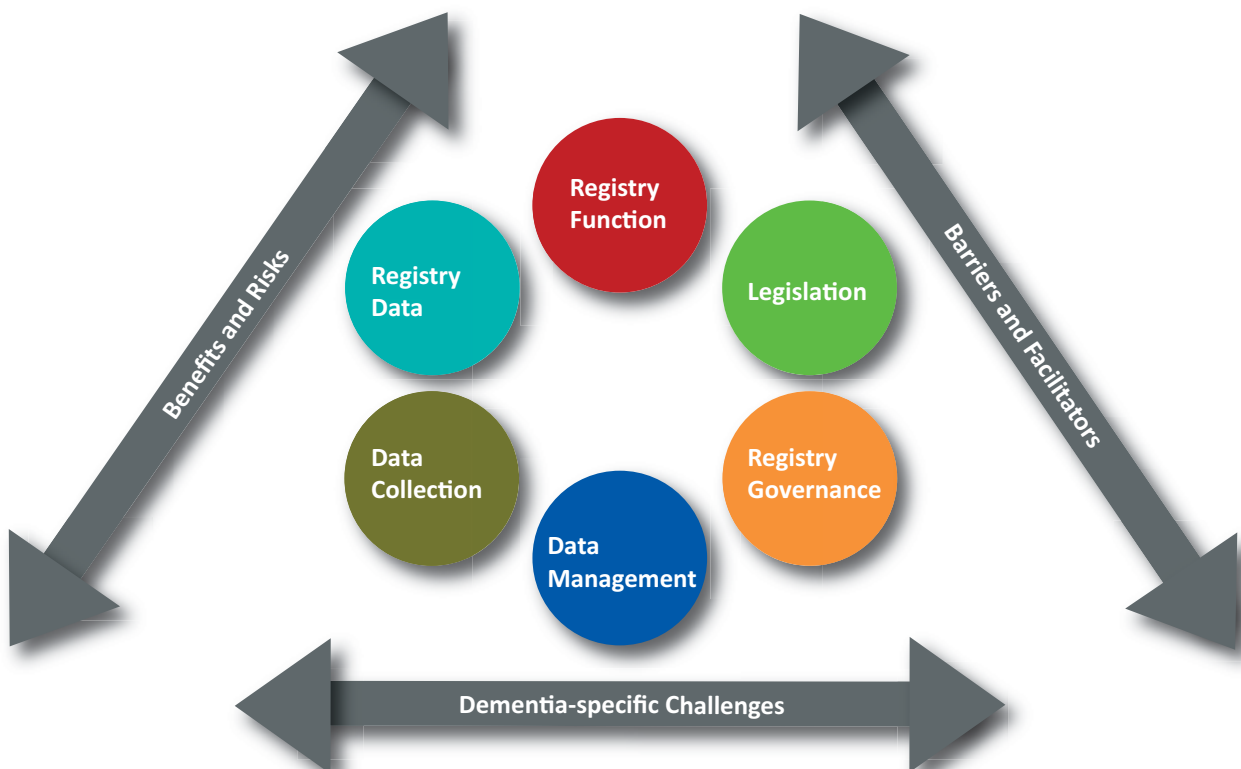 Registry
Function
Registry
Data
Legislation
Benefits and Risks
Barriers and Facilitators
Data
Collection
Registry
Governance
Data
Management
Dementia-specific Challenges